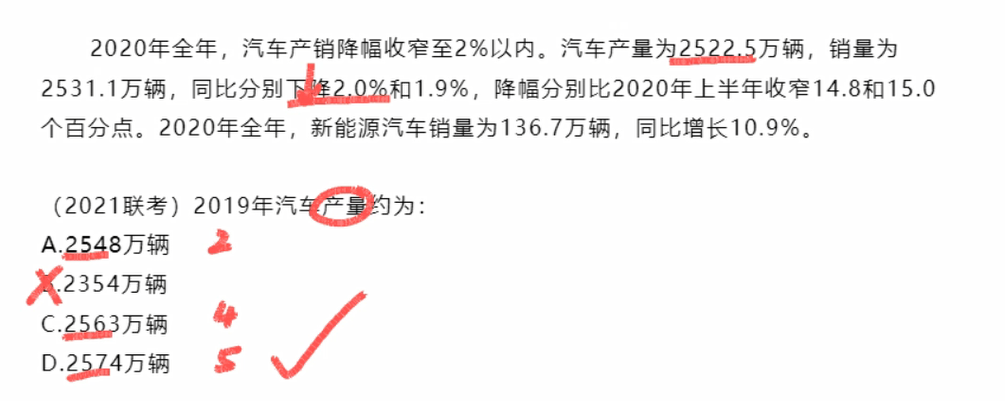 2020年全年，汽车产销降幅收窄至2%以内。汽车产量为2522.5万辆，销量为
2531.1万辆，同比分别下降2.0%和1.9%，降幅分别比2020年上半年收窄14.8和15.0
个百分点。2020年全年，新能源汽车销量为136.7万辆，同比增长10.9%。
（2021联考）2019年汽车产量约为：
A.2548万辆 2
B.2354万辆
C.2563万辆 4
D.2574万辆 5